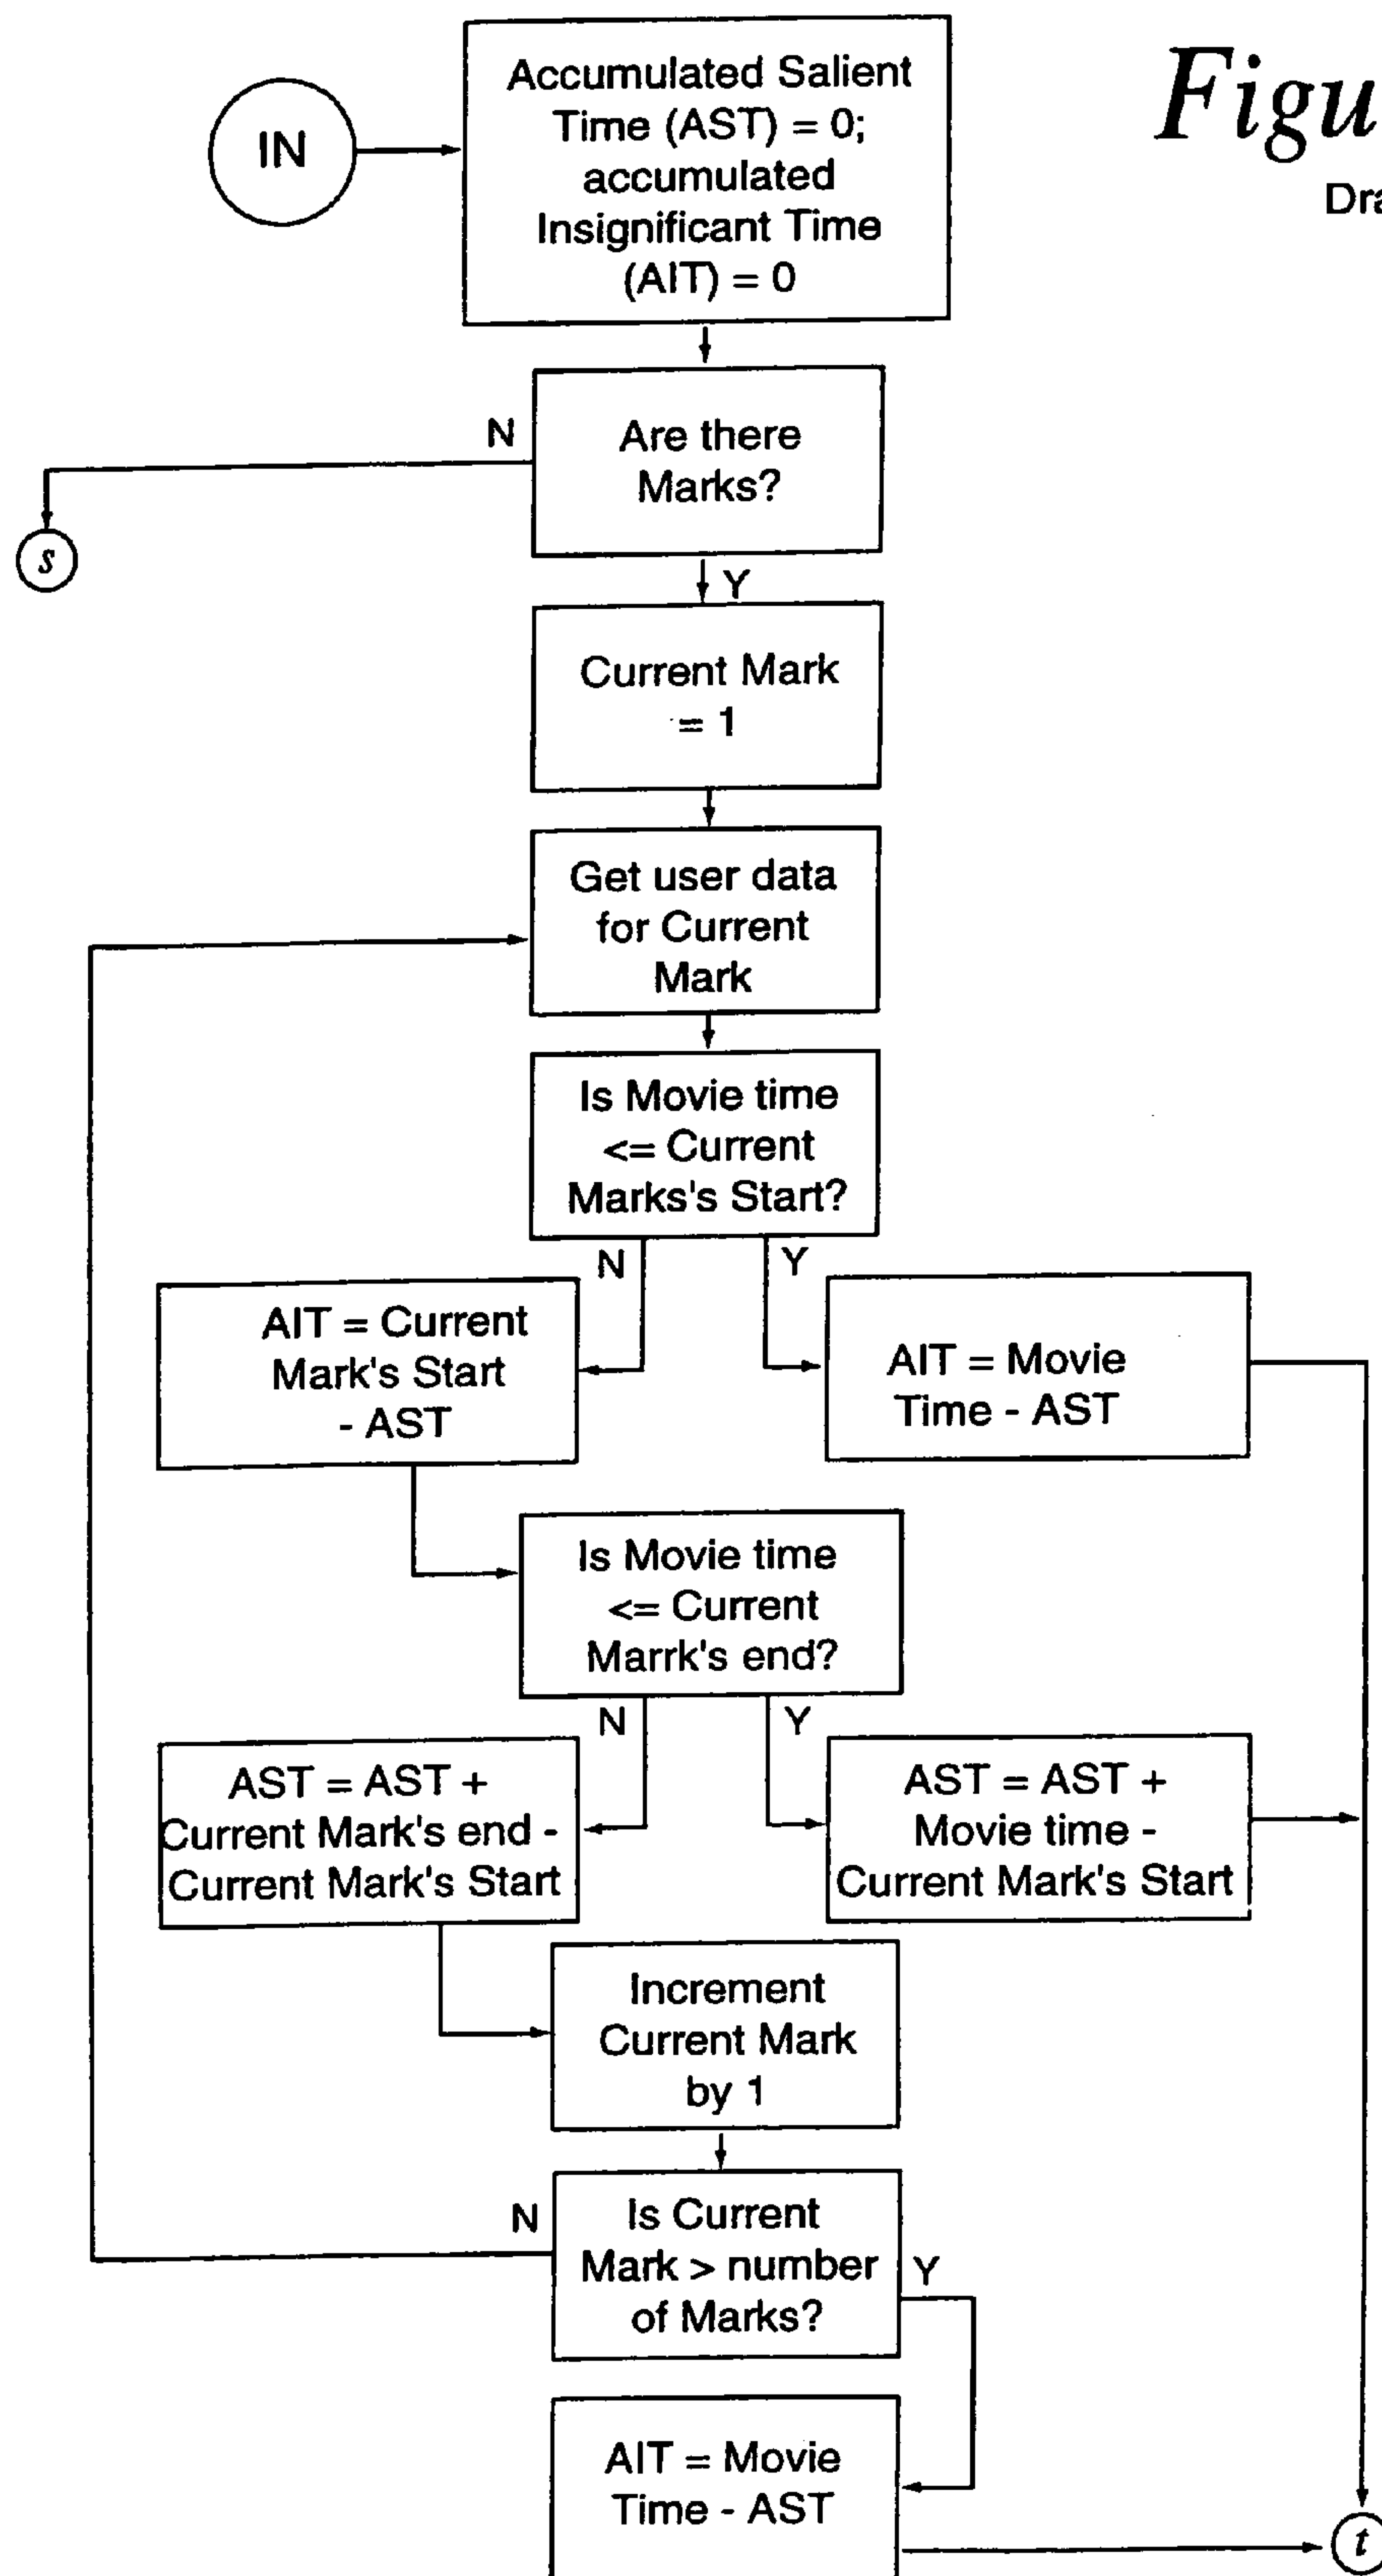 Figu
Dra
IN
Accumulated Salient
Time (AST) = 0;
accumulated
Insignificant Time
(AIT) = 0
N
Are there
Marks?
s
Y
Current Mark
= 1
Get user data
for Current
Mark
Is Movie time
<= Current
Marks's Start?
N
Y
AIT = Current
Mark's Start
- AST
AIT = Movie
Time - AST
Is Movie time
<= Current
Marrk's end?
N
Y
AST = AST +
Current Mark's end -
Current Mark's Start
AST = AST +
Movie time -
Current Mark's Start
Increment
Current Mark
by 1
N
Is Current
Mark > number
of Marks?
Y
AIT = Movie
Time - AST
t